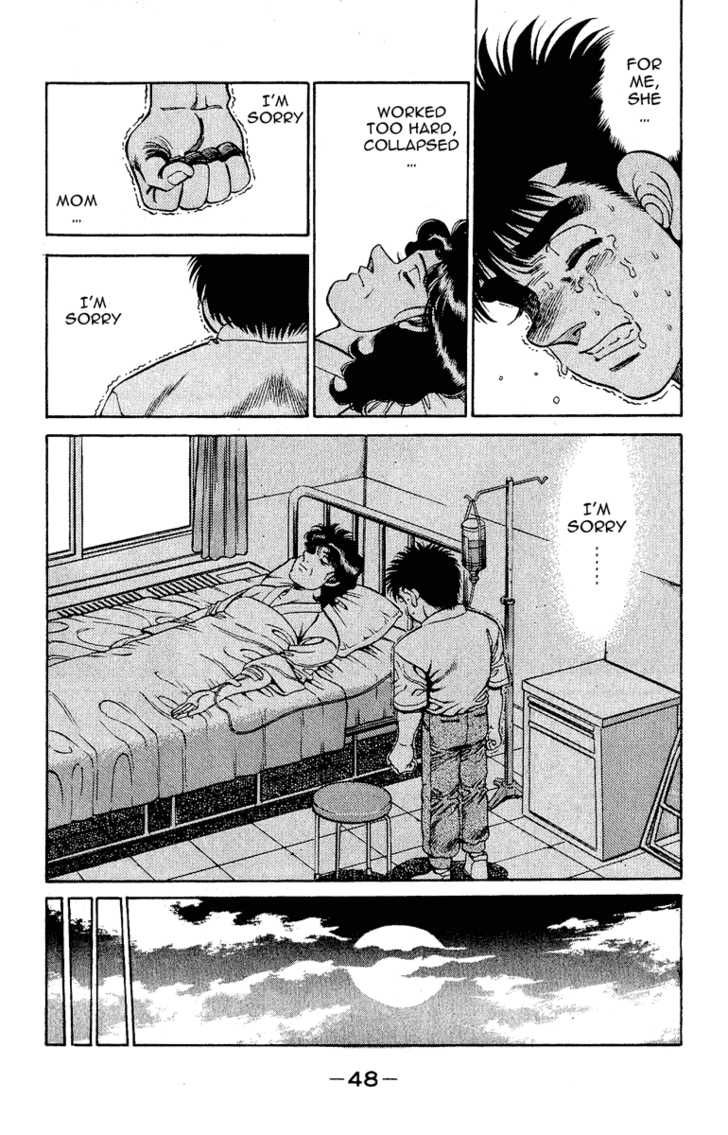 FOR
ME,
SHE
...
WORKED
TOO HARD,
COLLAPSED
...
I'M
SORRY
MOM
...
I'M
SORRY
I'M
SORRY
......
-48-